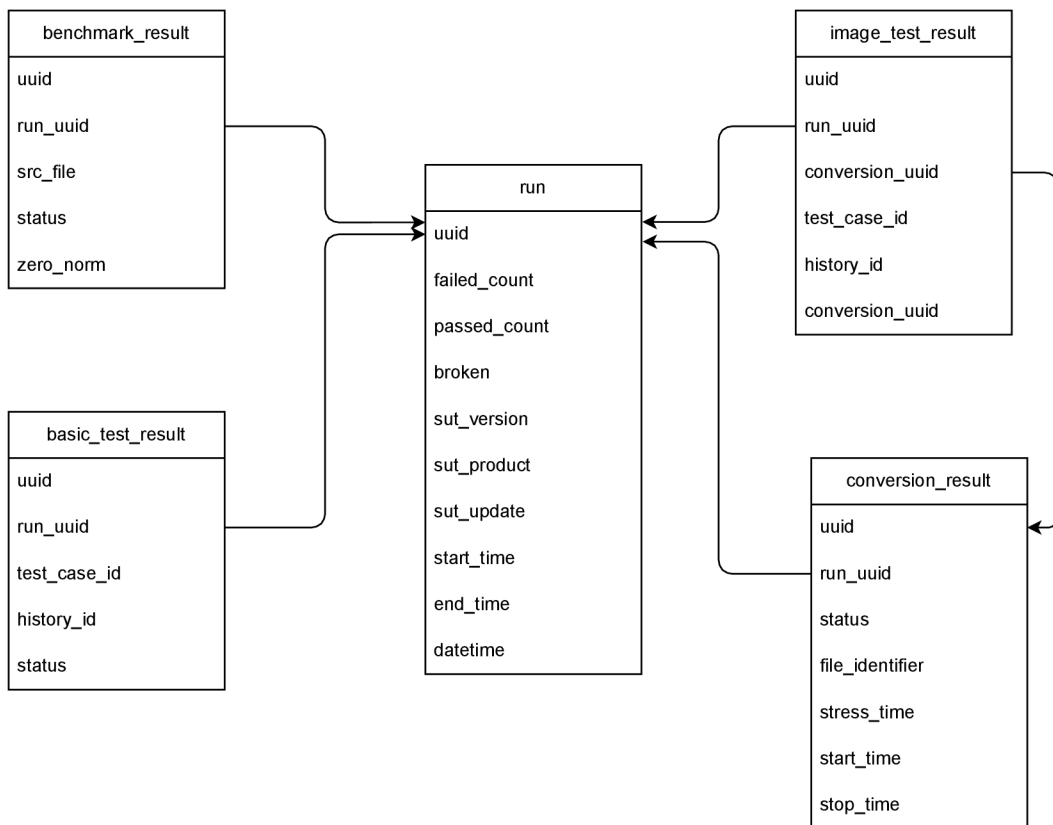 benchmark_result
uuid
run_uuid
src_file
status
zero_norm
basic_test_result
uuid
run_uuid
test_case_id
history_id
status
run
uuid
failed_count
passed_count
broken
sut_version
sut_product
sut_update
start_time
end_time
datetime
image_test_result
uuid
run_uuid
conversion_uuid
test_case_id
history_id
conversion_uuid
conversion_result
uuid
run_uuid
status
file_identifier
stress_time
start_time
stop_time